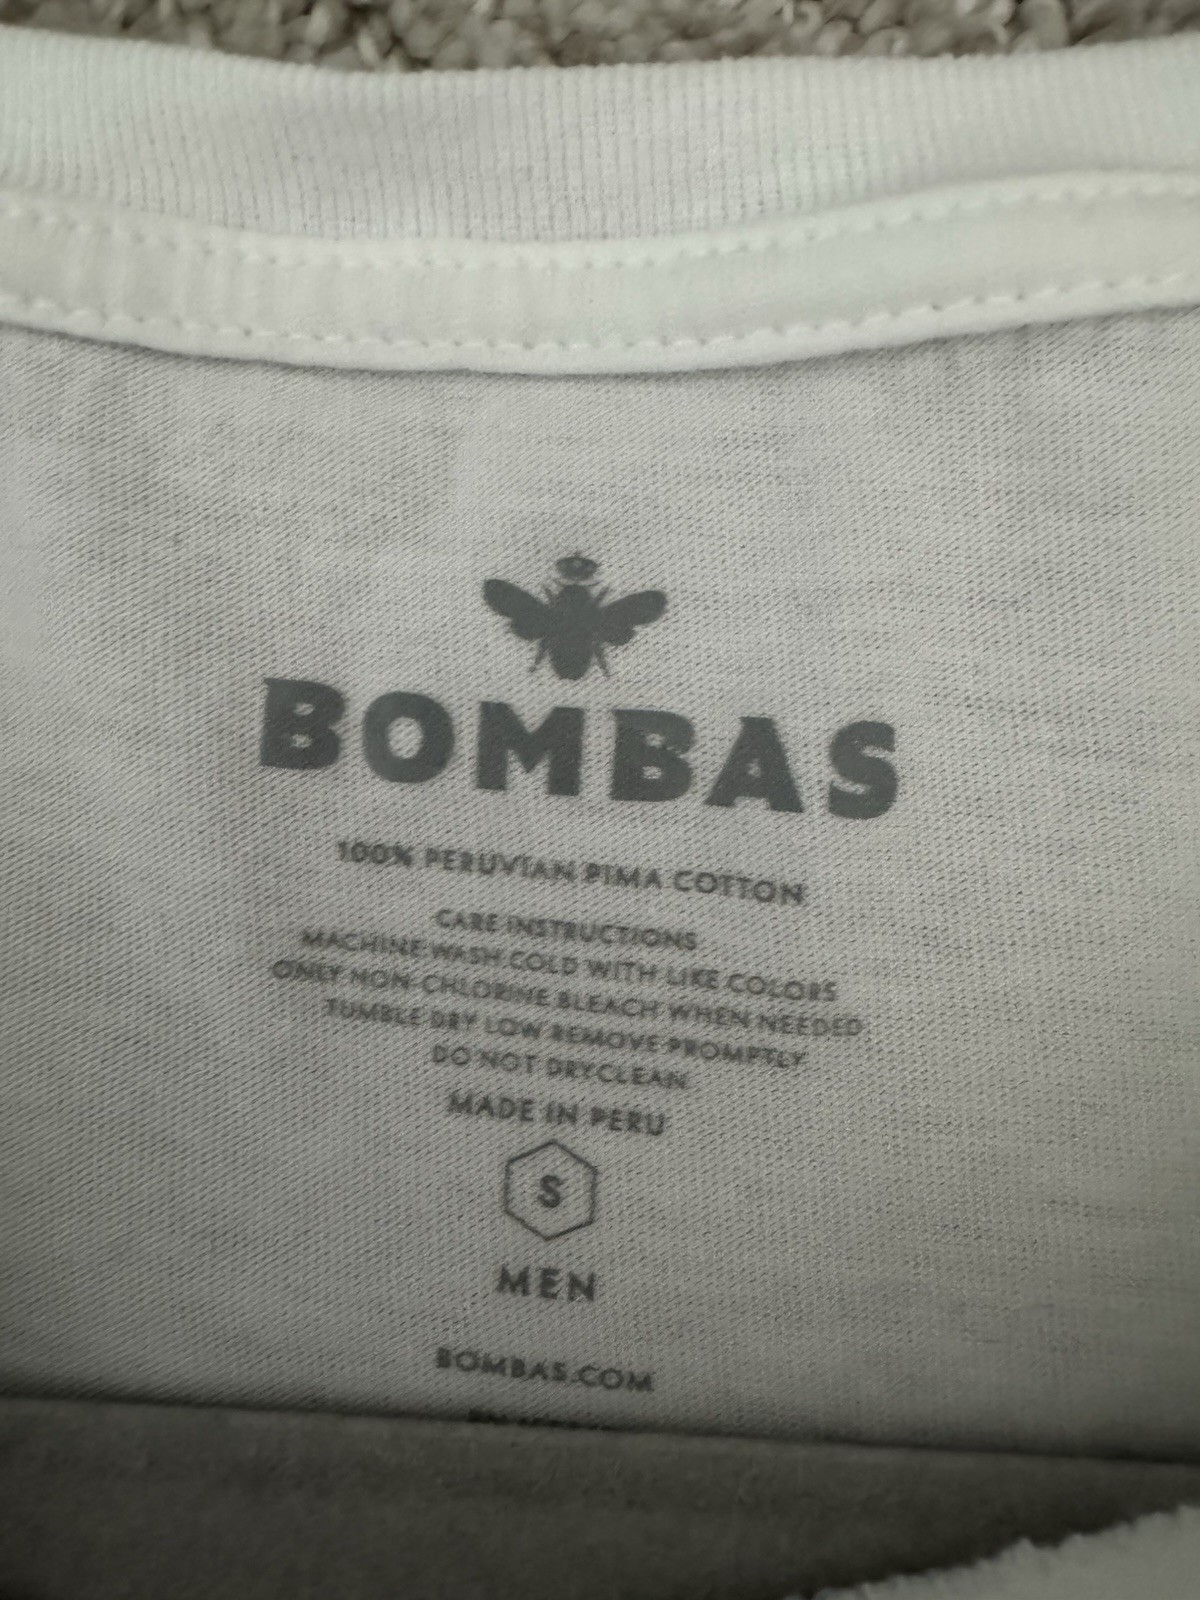 BOMBAS
100% PERUVIAN PIMA COTTON
CARE INSTRUCTIONS
MACHINE WASH COLD WITH LIKE COLORS
ONLY NON-CHLORINE BLEACH WHEN NEEDED
TUMBLE DRY LOW REMOVE PROMPTLY
DO NOT DRYCLEAN
MADE IN PERU
S
MEN
BOMBAS.COM